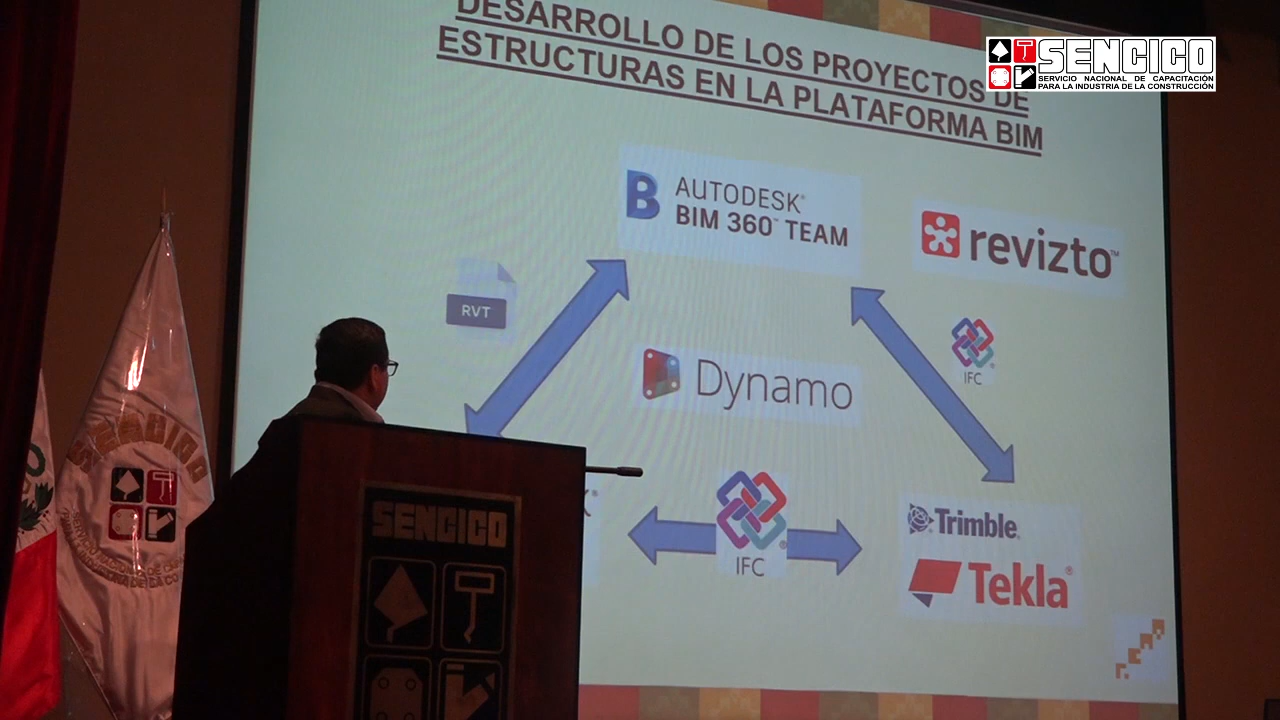 DESARROLLO DE LOS PROYECTOS DE
ESTRUCTURAS EN LA PLATAFORMA BIM
SENCICO
SERVICIO NACIONAL DE CAPACITACIÓN
PARA LA INDUSTRIA DE LA CONSTRUCCIÓN
AUTODESK®
BIM 360™ TEAM
revizto™
RVT
IFC
Dynamo
IFC
Trimble
Tekla®
SENCICO
SENCICO